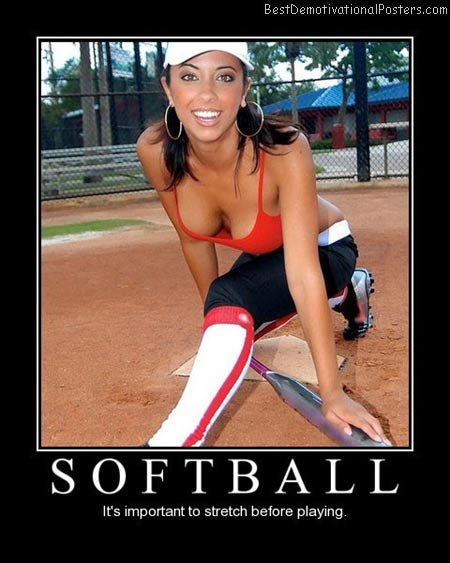 BestDemotivationalPosters.com
SOFTBALL
It's important to stretch before playing.